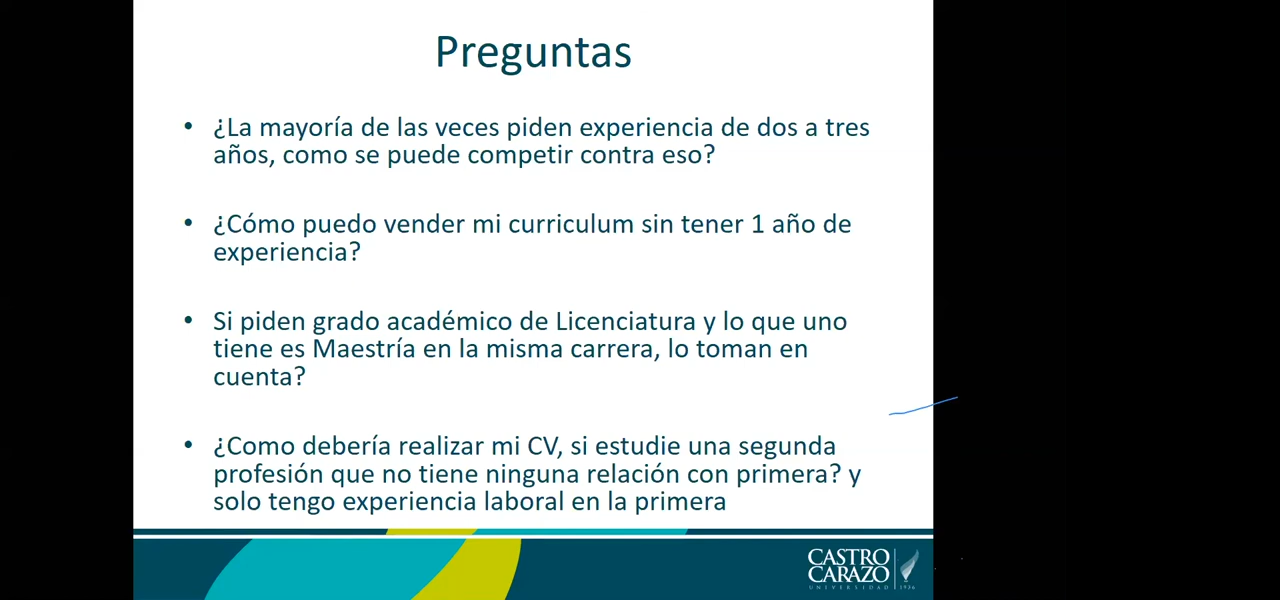 Preguntas
• ¿La mayoría de las veces piden experiencia de dos a tres
años, como se puede competir contra eso?
• ¿Cómo puedo vender mi curriculum sin tener 1 año de
experiencia?
• Si piden grado académico de Licenciatura y lo que uno
tiene es Maestría en la misma carrera, lo toman en
cuenta?
• ¿Como debería realizar mi CV, si estudie una segunda
profesión que no tiene ninguna relación con primera? y
solo tengo experiencia laboral en la primera
CASTRO
CARAZO
UNIVERSIDAD 1936